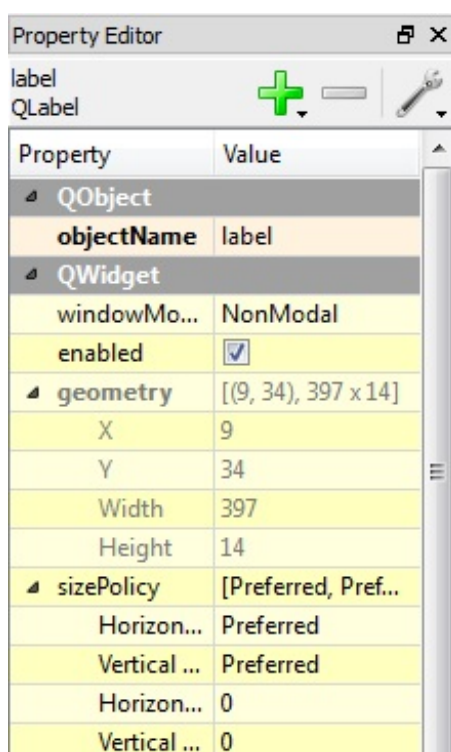 Property Editor
label
QLabel
Property Value
QObject
objectName label
QWidget
windowMo... NonModal
enabled
geometry [(9, 34), 397 x 14]
X 9
Y 34
Width 397
Height 14
sizePolicy [Preferred, Pref...
Horizon... Preferred
Vertical ... Preferred
Horizon... 0
Vertical ... 0